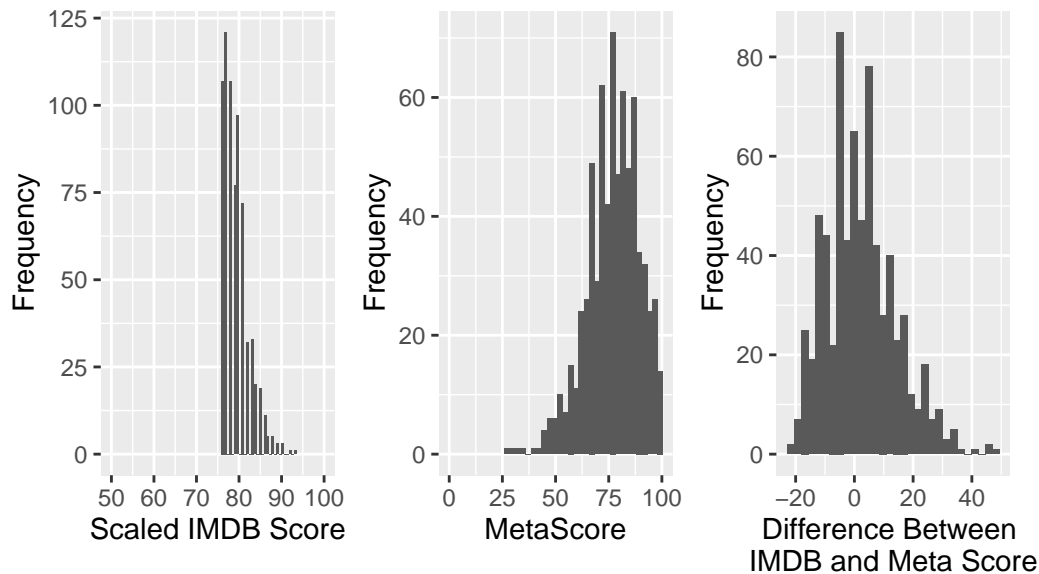 125
100
75
50
25
0
Frequency
50 60 70 80 90 100
Scaled IMDB Score
60
40
20
0
Frequency
0 25 50 75 100
MetaScore
80
60
40
20
0
Frequency
−20 0 20 40
Difference Between
IMDB and Meta Score